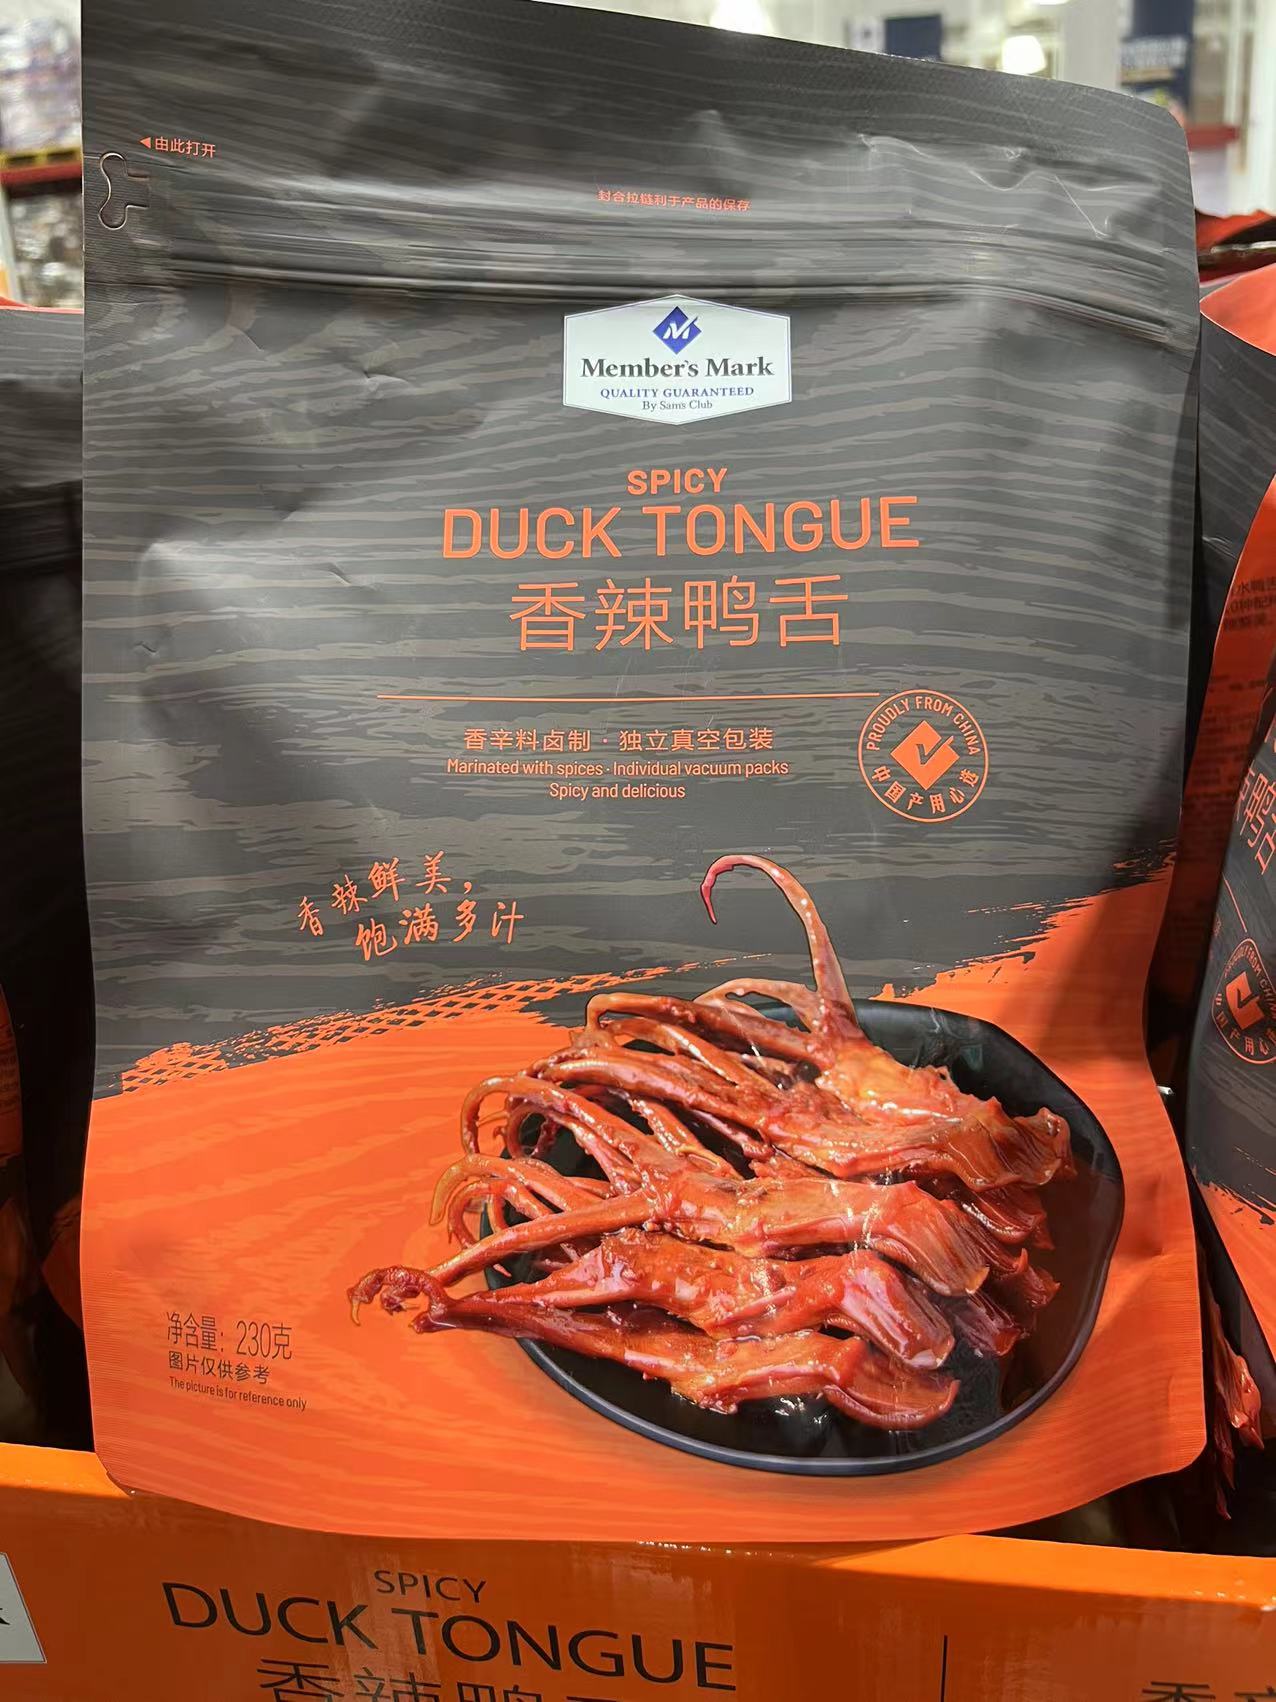 由此打开
封合拉链利于产品的保存
Member's Mark
QUALITY GUARANTEED
By Sam's Club
SPICY
DUCK TONGUE
香辣鸭舌
香辛料卤制·独立真空包装
Marinated with spices·Individual vacuum packs
Spicy and delicious
PROUDLY FROM CHINA
中国产用心选
香辣鲜美，
饱满多汁
净含量：230克
图片仅供参考
The picture is for reference only
SPICY
DUCK TONGUE
香辣鸭